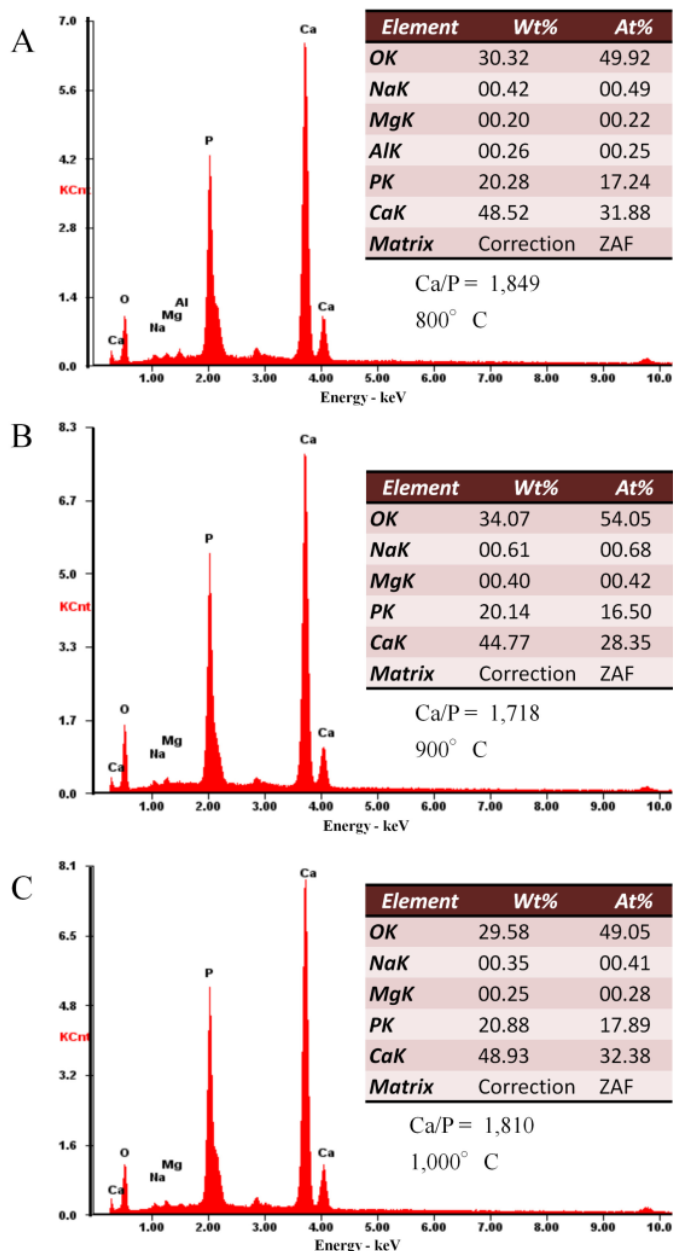 A
7.0
5.6
4.2
KCnt
2.8
1.4
0.0
Ca
P
O
Al
Mg
Na
Ca
Ca
1.00 2.00 3.00 4.00 5.00 6.00 7.00 8.00 9.00 10.0
Energy - keV
Element Wt% At%
OK 30.32 49.92
NaK 00.42 00.49
MgK 00.20 00.22
AlK 00.26 00.25
PK 20.28 17.24
CaK 48.52 31.88
Matrix Correction ZAF
Ca/P = 1,849
800° C
B
8.3
6.7
5.0
KCnt
3.3
1.7
0.0
Ca
P
O
Mg
Na
Ca
Ca
1.00 2.00 3.00 4.00 5.00 6.00 7.00 8.00 9.00 10.0
Energy - keV
Element Wt% At%
OK 34.07 54.05
NaK 00.61 00.68
MgK 00.40 00.42
PK 20.14 16.50
CaK 44.77 28.35
Matrix Correction ZAF
Ca/P = 1,718
900° C
C
8.1
6.5
4.8
KCnt
3.2
1.6
0.0
Ca
P
O
Mg
Na
Ca
Ca
1.00 2.00 3.00 4.00 5.00 6.00 7.00 8.00 9.00 10.0
Energy - keV
Element Wt% At%
OK 29.58 49.05
NaK 00.35 00.41
MgK 00.25 00.28
PK 20.88 17.89
CaK 48.93 32.38
Matrix Correction ZAF
Ca/P = 1,810
1,000° C